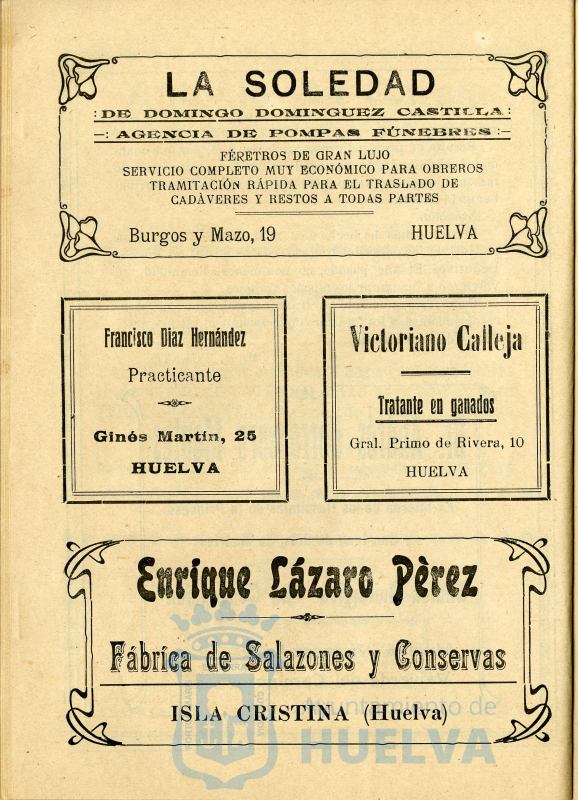 LA SOLEDAD
:DE DOMINGO DOMINGUEZ CASTILLA:
-: AGENCIA DE POMPAS FÚNEBRES :-
FÉRETROS DE GRAN LUJO
SERVICIO COMPLETO MUY ECONÓMICO PARA OBREROS
TRAMITACIÓN RÁPIDA PARA EL TRASLADO DE
CADÀVERES Y RESTOS A TODAS PARTES
Burgos y Mazo, 19 HUELVA
Francisco Diaz Hernández
Practicante
Ginés Martín, 25
HUELVA
Victoriano Calleja
Tratante en ganados
Gral. Primo de Rivera, 10
HUELVA
Enrique Lázaro Pèrez
Fábrica de Salazones y Conservas
ISLA CRISTINA (Huelva)
Ayuntamiento de
HUELVA